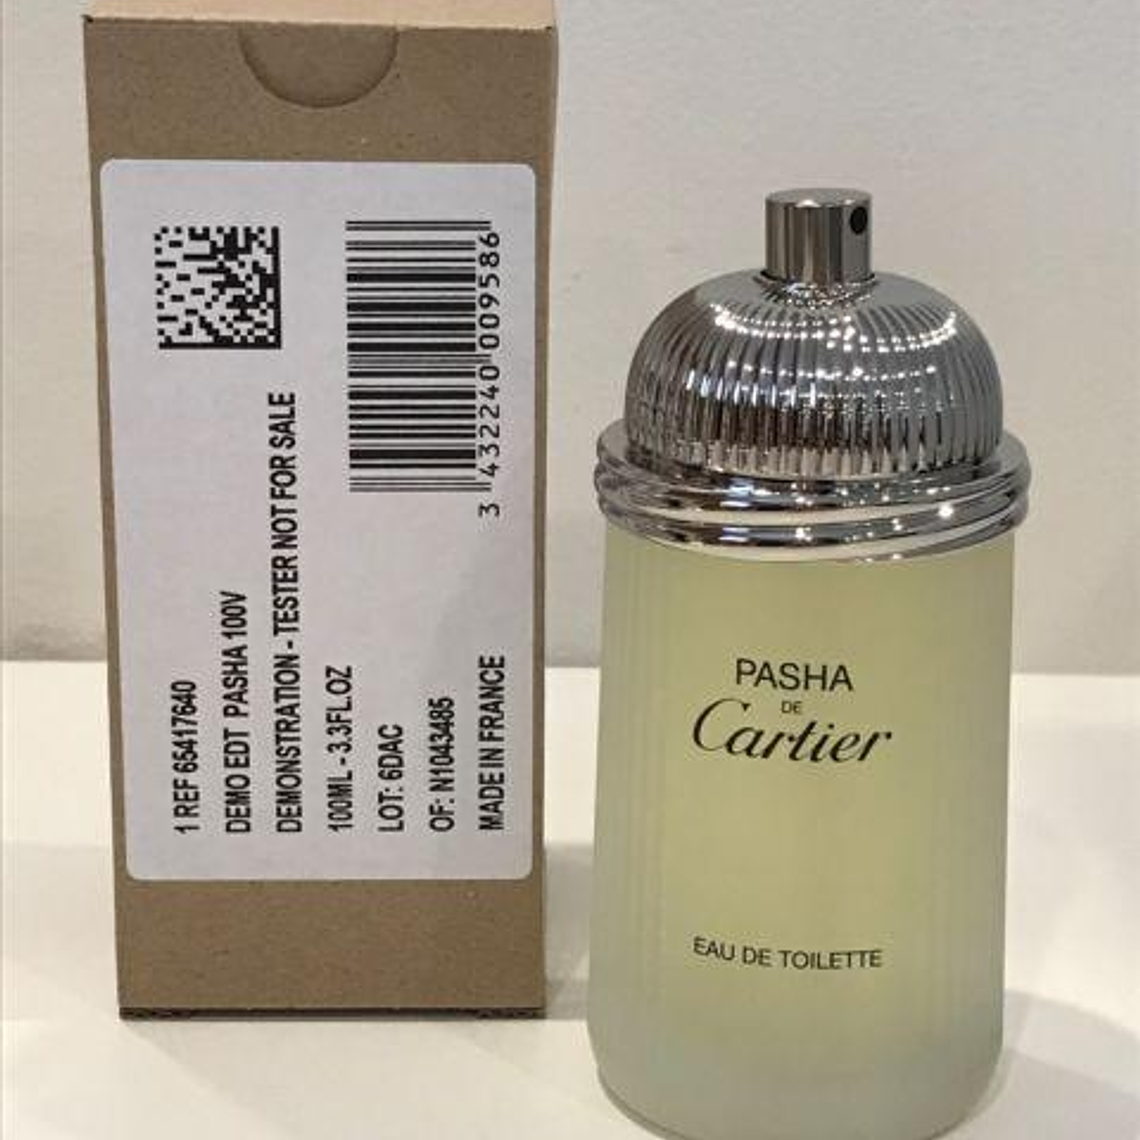 1 REF 65417640
DEMO EDT PASHA 100V
DEMONSTRATION - TESTER NOT FOR SALE
100ML - 3.3FL.OZ
LOT: 6DAC
OF: N1043485
MADE IN FRANCE
3 432240 009586
PASHA
DE
Cartier
EAU DE TOILETTE